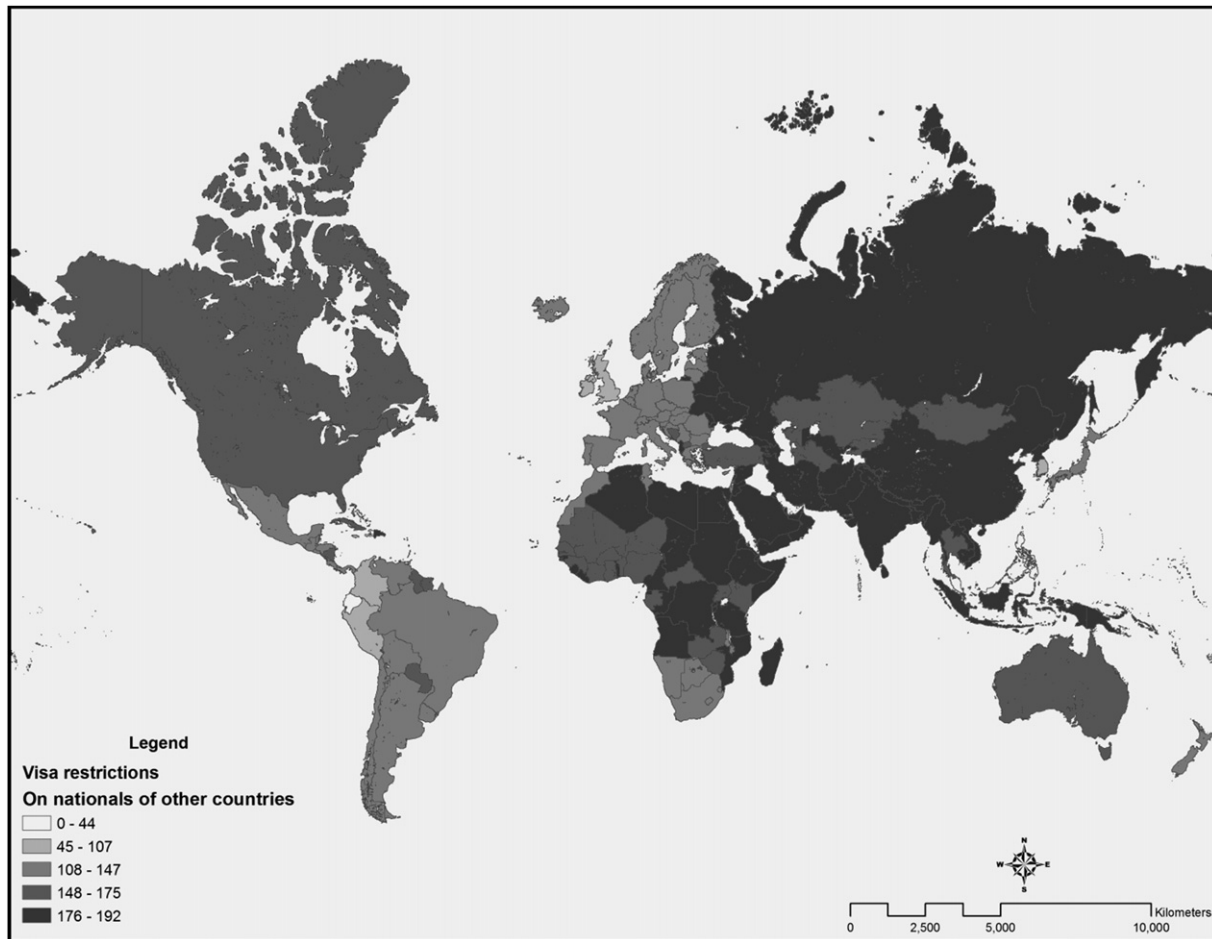 Legend
Visa restrictions
On nationals of other countries
0 - 44
45 - 107
108 - 147
148 - 175
176 - 192
N
W E
S
Kilometers
0 2,500 5,000 10,000